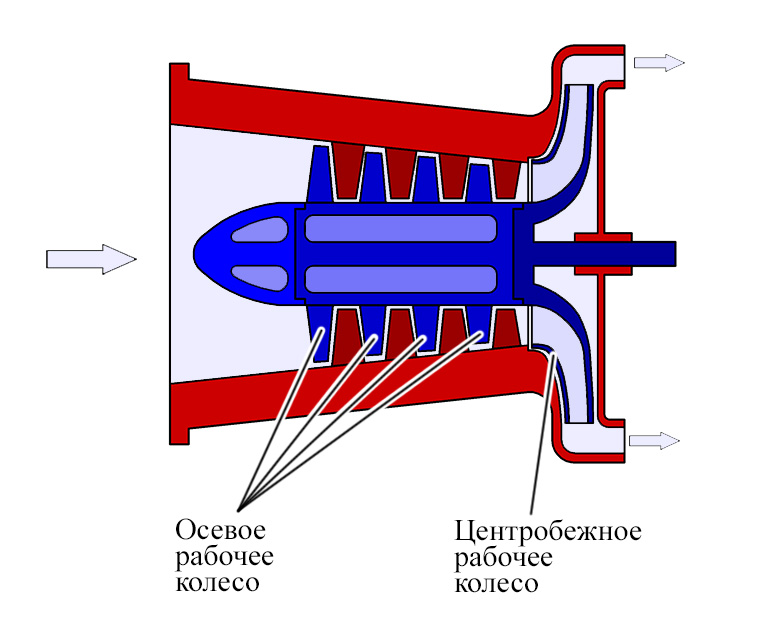 Осевое
рабочее
колесо
Центробежное
рабочее
колесо